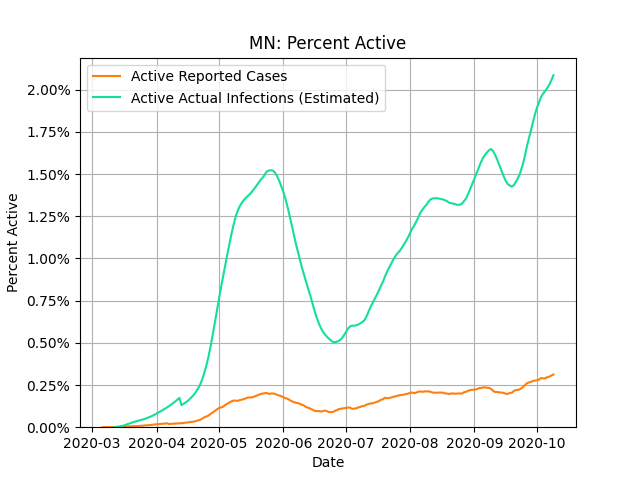 MN: Percent Active
Active Reported Cases
Active Actual Infections (Estimated)
Percent Active
2.00%
1.75%
1.50%
1.25%
1.00%
0.75%
0.50%
0.25%
0.00%
2020-03 2020-04 2020-05 2020-06 2020-07 2020-08 2020-09 2020-10
Date